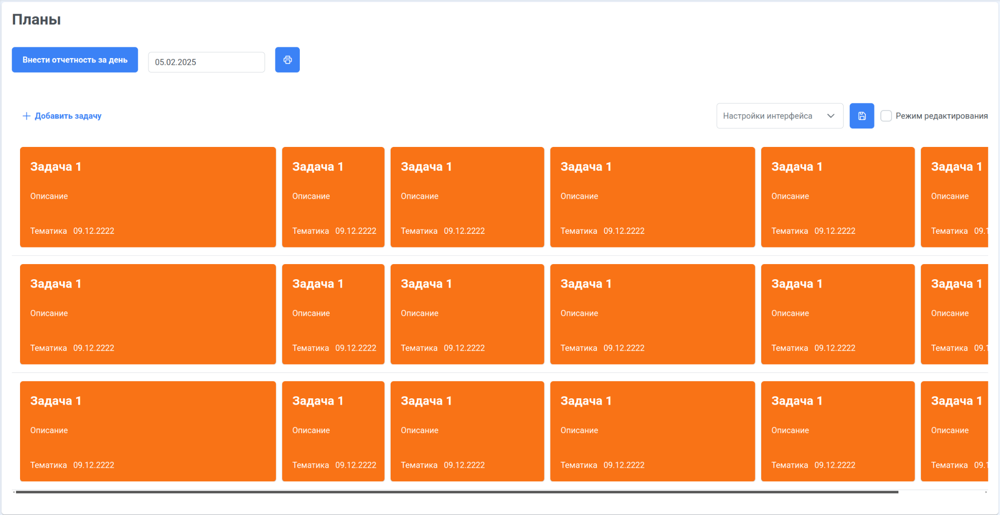 Планы
Внести отчетность за день 05.02.2025
Добавить задачу Настройки интерфейса Режим редактирования
Задача 1 Задача 1 Задача 1 Задача 1 Задача 1 Задача 1
Описание Описание Описание Описание Описание Описание
Тематика 09.12.2222 Тематика 09.12.2222 Тематика 09.12.2222 Тематика 09.12.2222 Тематика 09.12.2222 Тематика 09.1
Задача 1 Задача 1 Задача 1 Задача 1 Задача 1 Задача 1
Описание Описание Описание Описание Описание Описание
Тематика 09.12.2222 Тематика 09.12.2222 Тематика 09.12.2222 Тематика 09.12.2222 Тематика 09.12.2222 Тематика 09.1
Задача 1 Задача 1 Задача 1 Задача 1 Задача 1 Задача 1
Описание Описание Описание Описание Описание Описание
Тематика 09.12.2222 Тематика 09.12.2222 Тематика 09.12.2222 Тематика 09.12.2222 Тематика 09.12.2222 Тематика 09.1